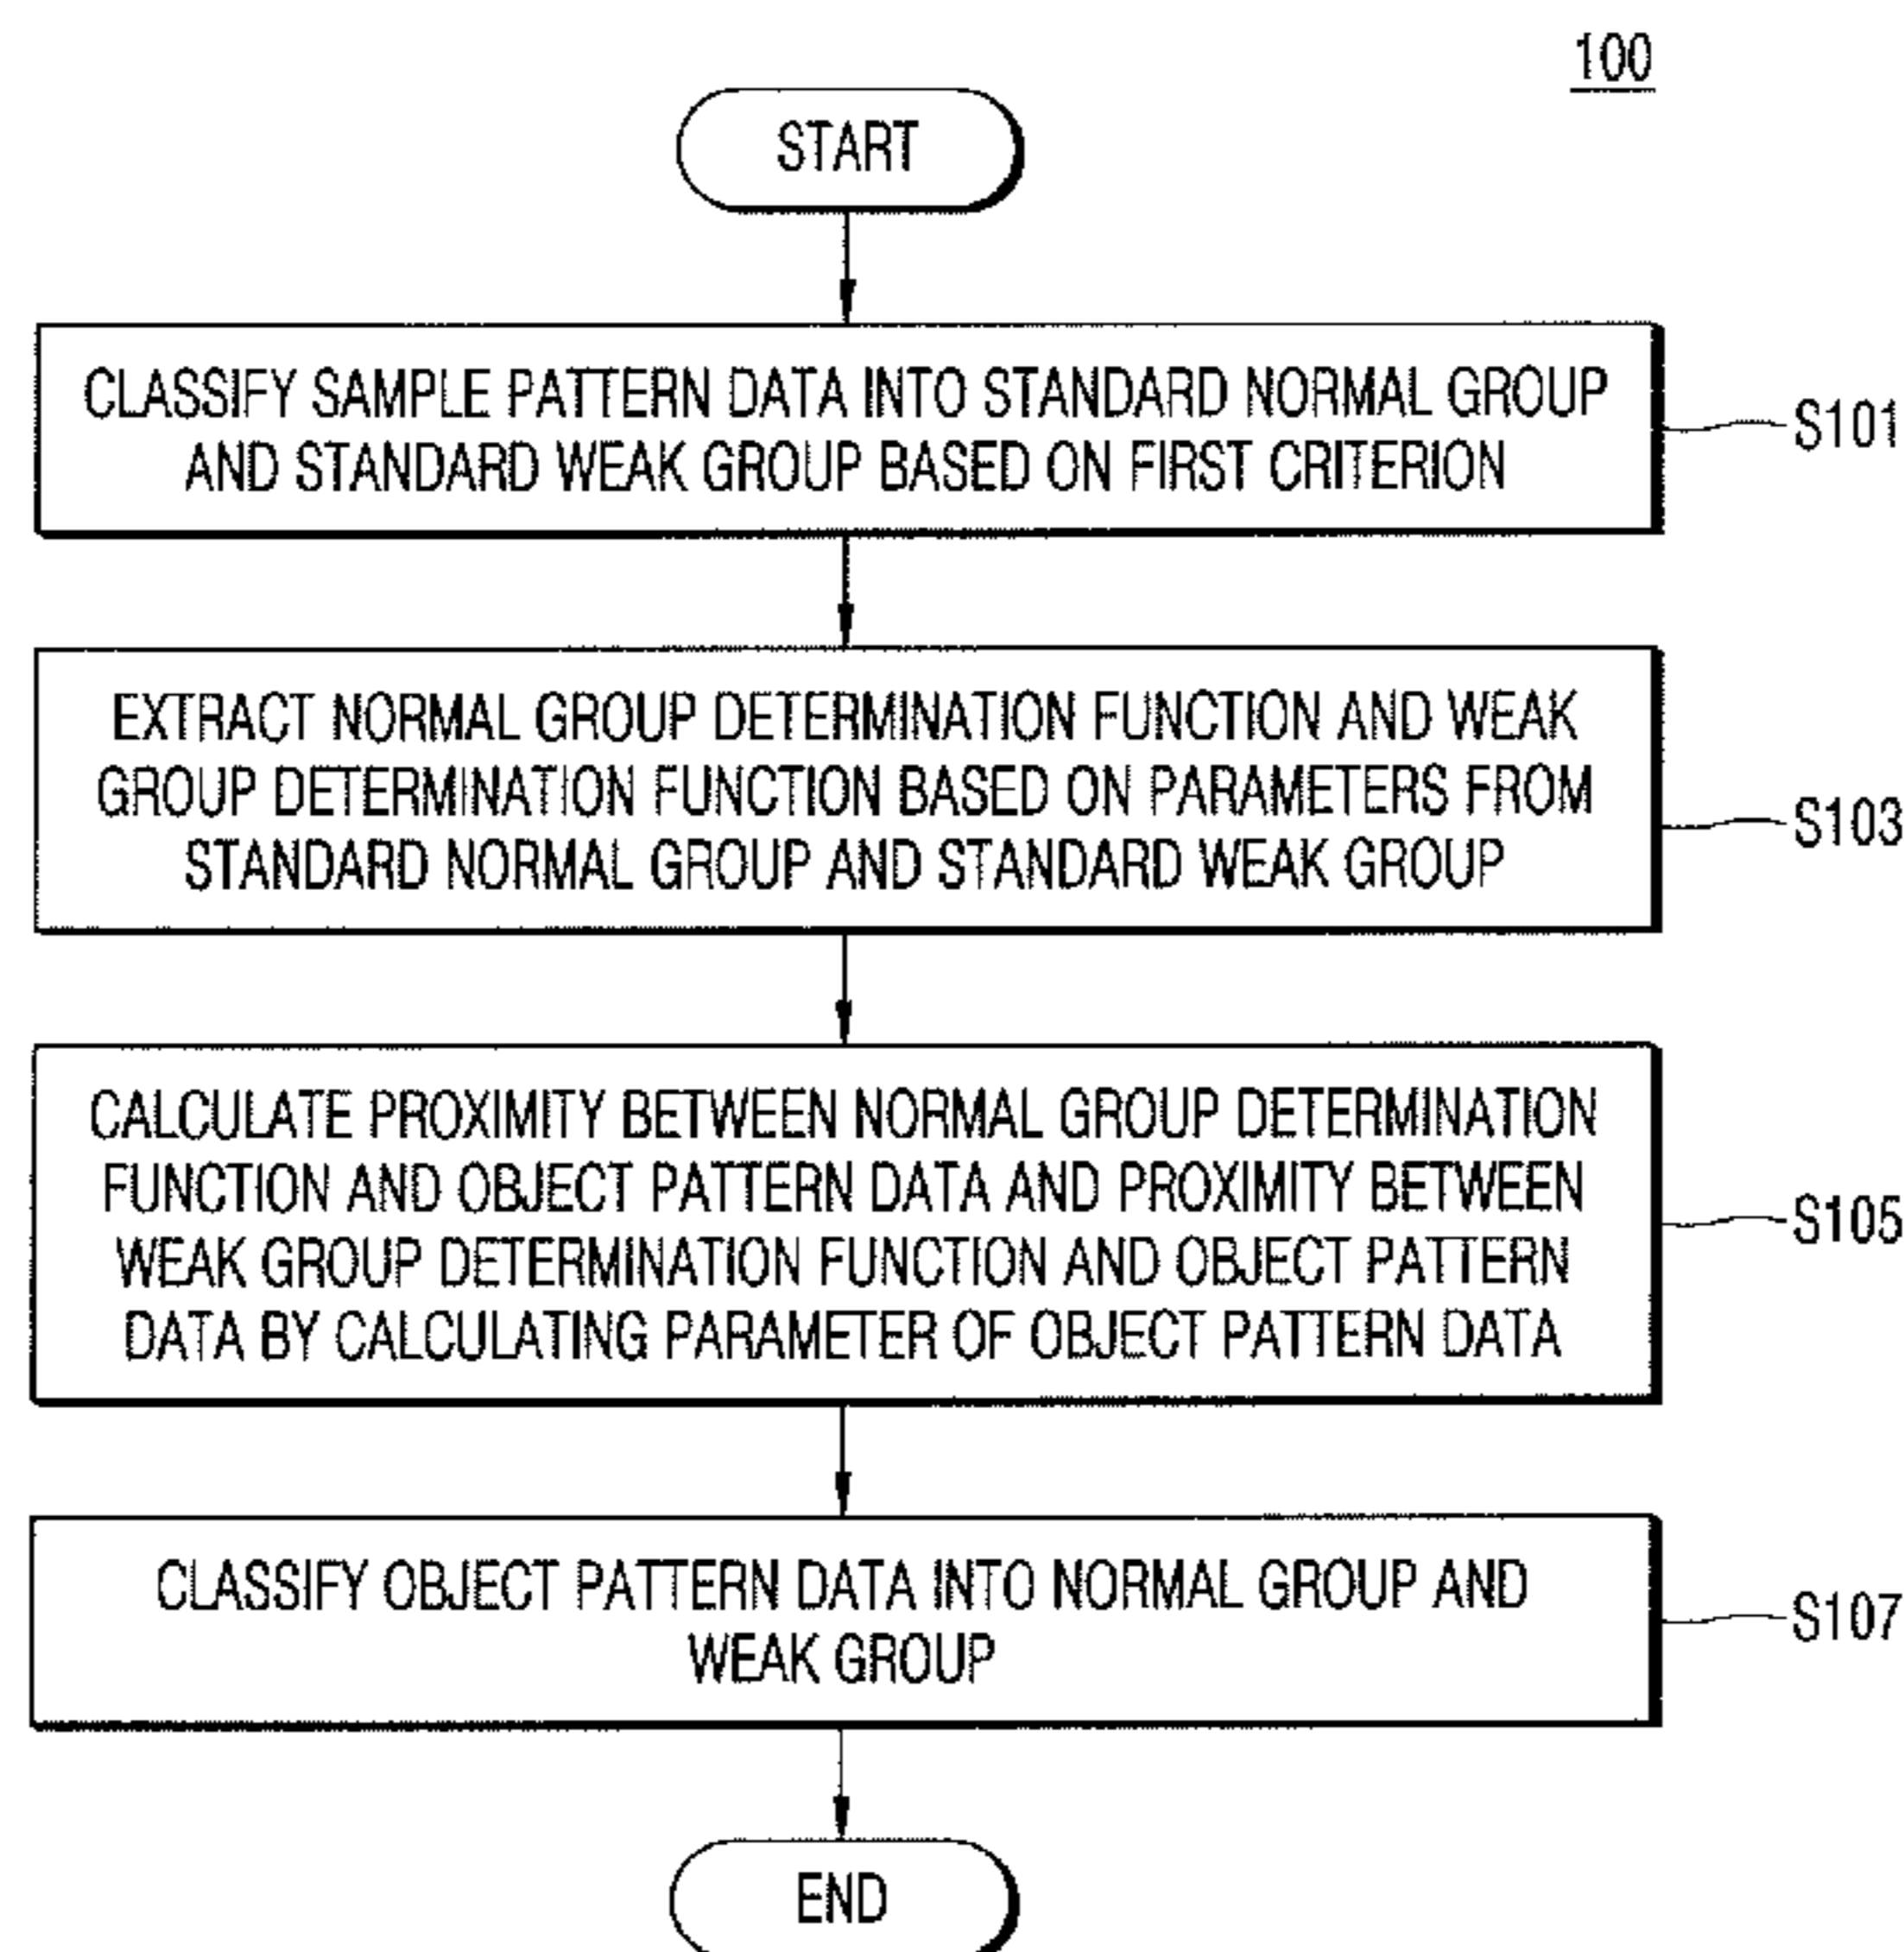 100
START
CLASSIFY SAMPLE PATTERN DATA INTO STANDARD NORMAL GROUP
AND STANDARD WEAK GROUP BASED ON FIRST CRITERION
S101
EXTRACT NORMAL GROUP DETERMINATION FUNCTION AND WEAK
GROUP DETERMINATION FUNCTION BASED ON PARAMETERS FROM
STANDARD NORMAL GROUP AND STANDARD WEAK GROUP
S103
CALCULATE PROXIMITY BETWEEN NORMAL GROUP DETERMINATION
FUNCTION AND OBJECT PATTERN DATA AND PROXIMITY BETWEEN
WEAK GROUP DETERMINATION FUNCTION AND OBJECT PATTERN
DATA BY CALCULATING PARAMETER OF OBJECT PATTERN DATA
S105
CLASSIFY OBJECT PATTERN DATA INTO NORMAL GROUP AND
WEAK GROUP
S107
END